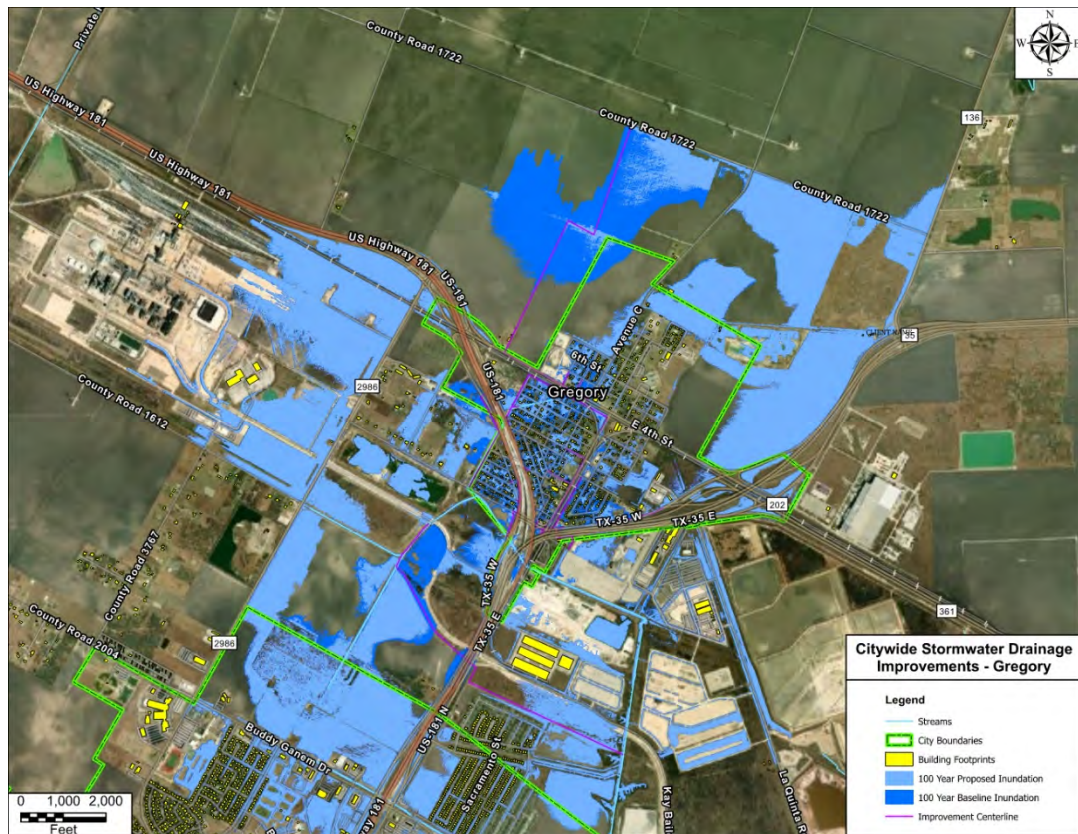 N
W E
S
Private
County Road 1722
US Highway 181
County Road 1722
136
US Highway 181
County Road 1722
US Highway 181
US-181
Avenue C
35
6th St
2986
US-181
Gregory
County Road 1612
E 4th St
202
TX-35 W
TX-35 E
County Road 3767
TX-35 W
361
County Road 2004
2986
TX-35 E
US-181 N
Buddy Ganem Dr
Sacramento St
Kay Bail
La Quinta R
way 181
Citywide Stormwater Drainage
Improvements - Gregory
Legend
Streams
City Boundaries
Building Footprints
100 Year Proposed Inundation
100 Year Baseline Inundation
Improvement Centerline
0 1,000 2,000
Feet